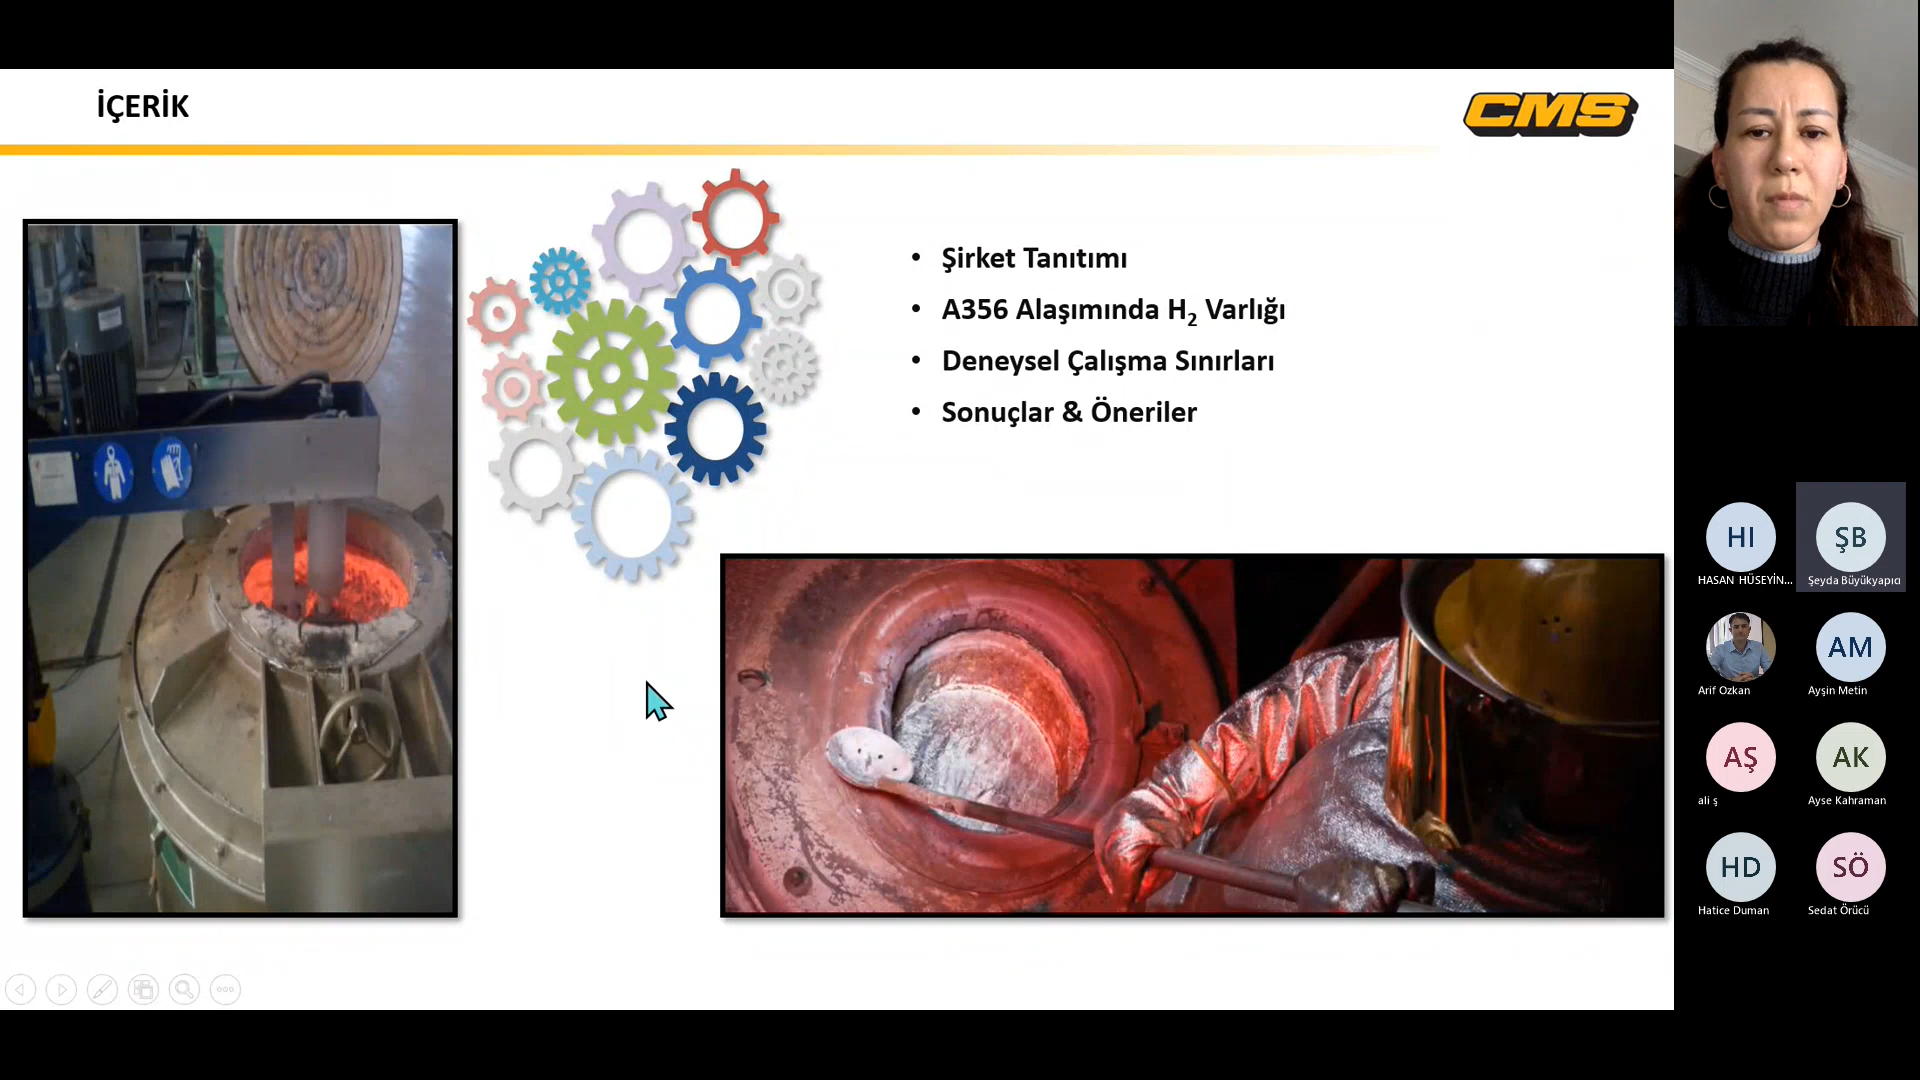 İÇERİK
CMS
• Şirket Tanıtımı
• A356 Alaşımında H₂ Varlığı
• Deneysel Çalışma Sınırları
• Sonuçlar & Öneriler
HI
HASAN HÜSEYİN...
ŞB
Şeyda Büyükyapıcı
Arif Ozkan
AM
Ayşin Metin
AŞ
ali ş
AK
Ayse Kahraman
HD
Hatice Duman
SÖ
Sedat Örücü